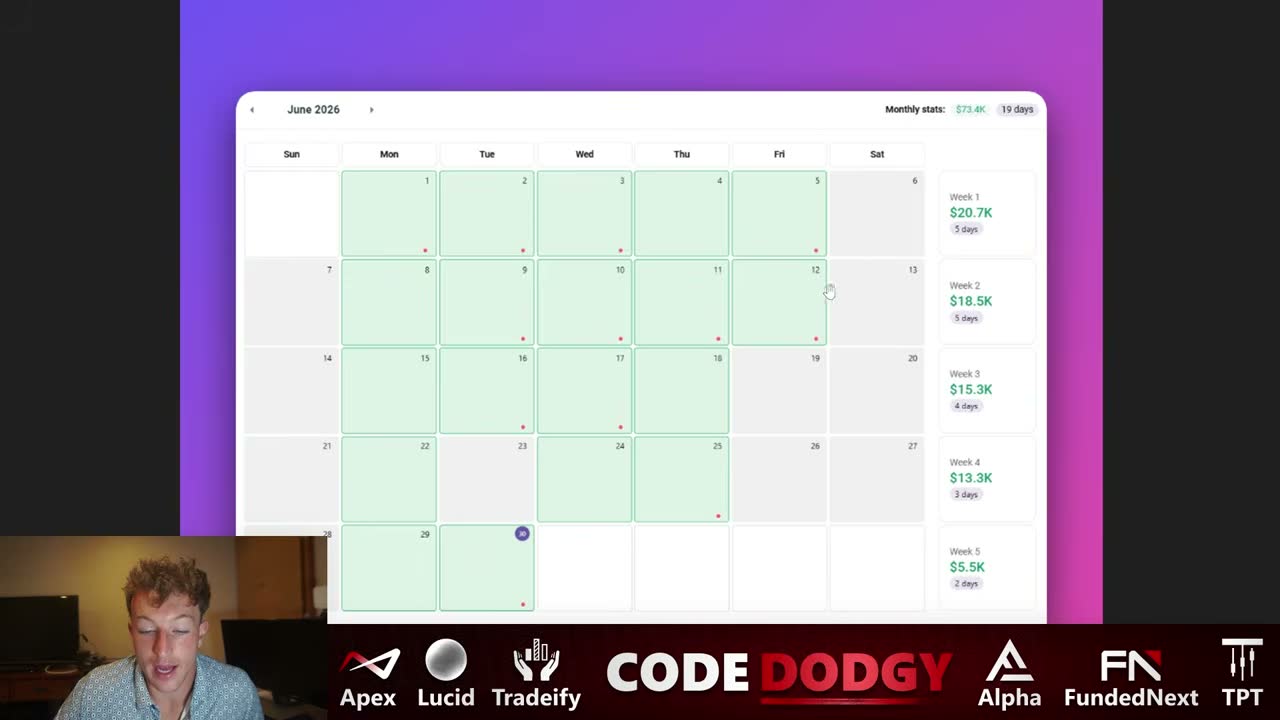 June 2026
Monthly stats: $73.4K 19 days
Sun Mon Tue Wed Thu Fri Sat
1 2 3 4 5 6
Week 1
$20.7K
5 days
7 8 9 10 11 12 13
Week 2
$18.5K
5 days
14 15 16 17 18 19 20
Week 3
$15.3K
4 days
21 22 23 24 25 26 27
Week 4
$13.3K
3 days
28 29 30
Week 5
$5.5K
2 days
Apex Lucid Tradeify CODE DODGY Alpha FN FundedNext TPT